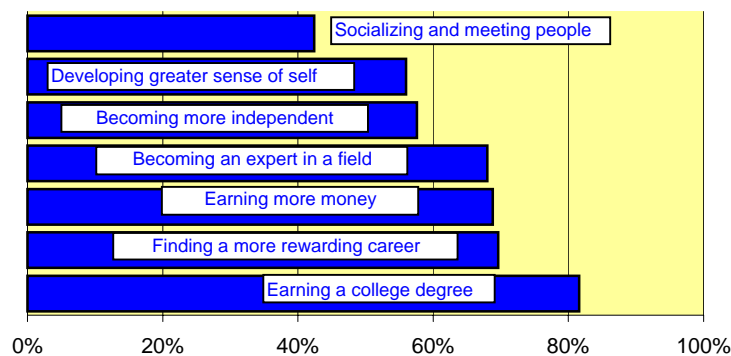 Socializing and meeting people
Developing greater sense of self
Becoming more independent
Becoming an expert in a field
Earning more money
Finding a more rewarding career
Earning a college degree
0% 20% 40% 60% 80% 100%